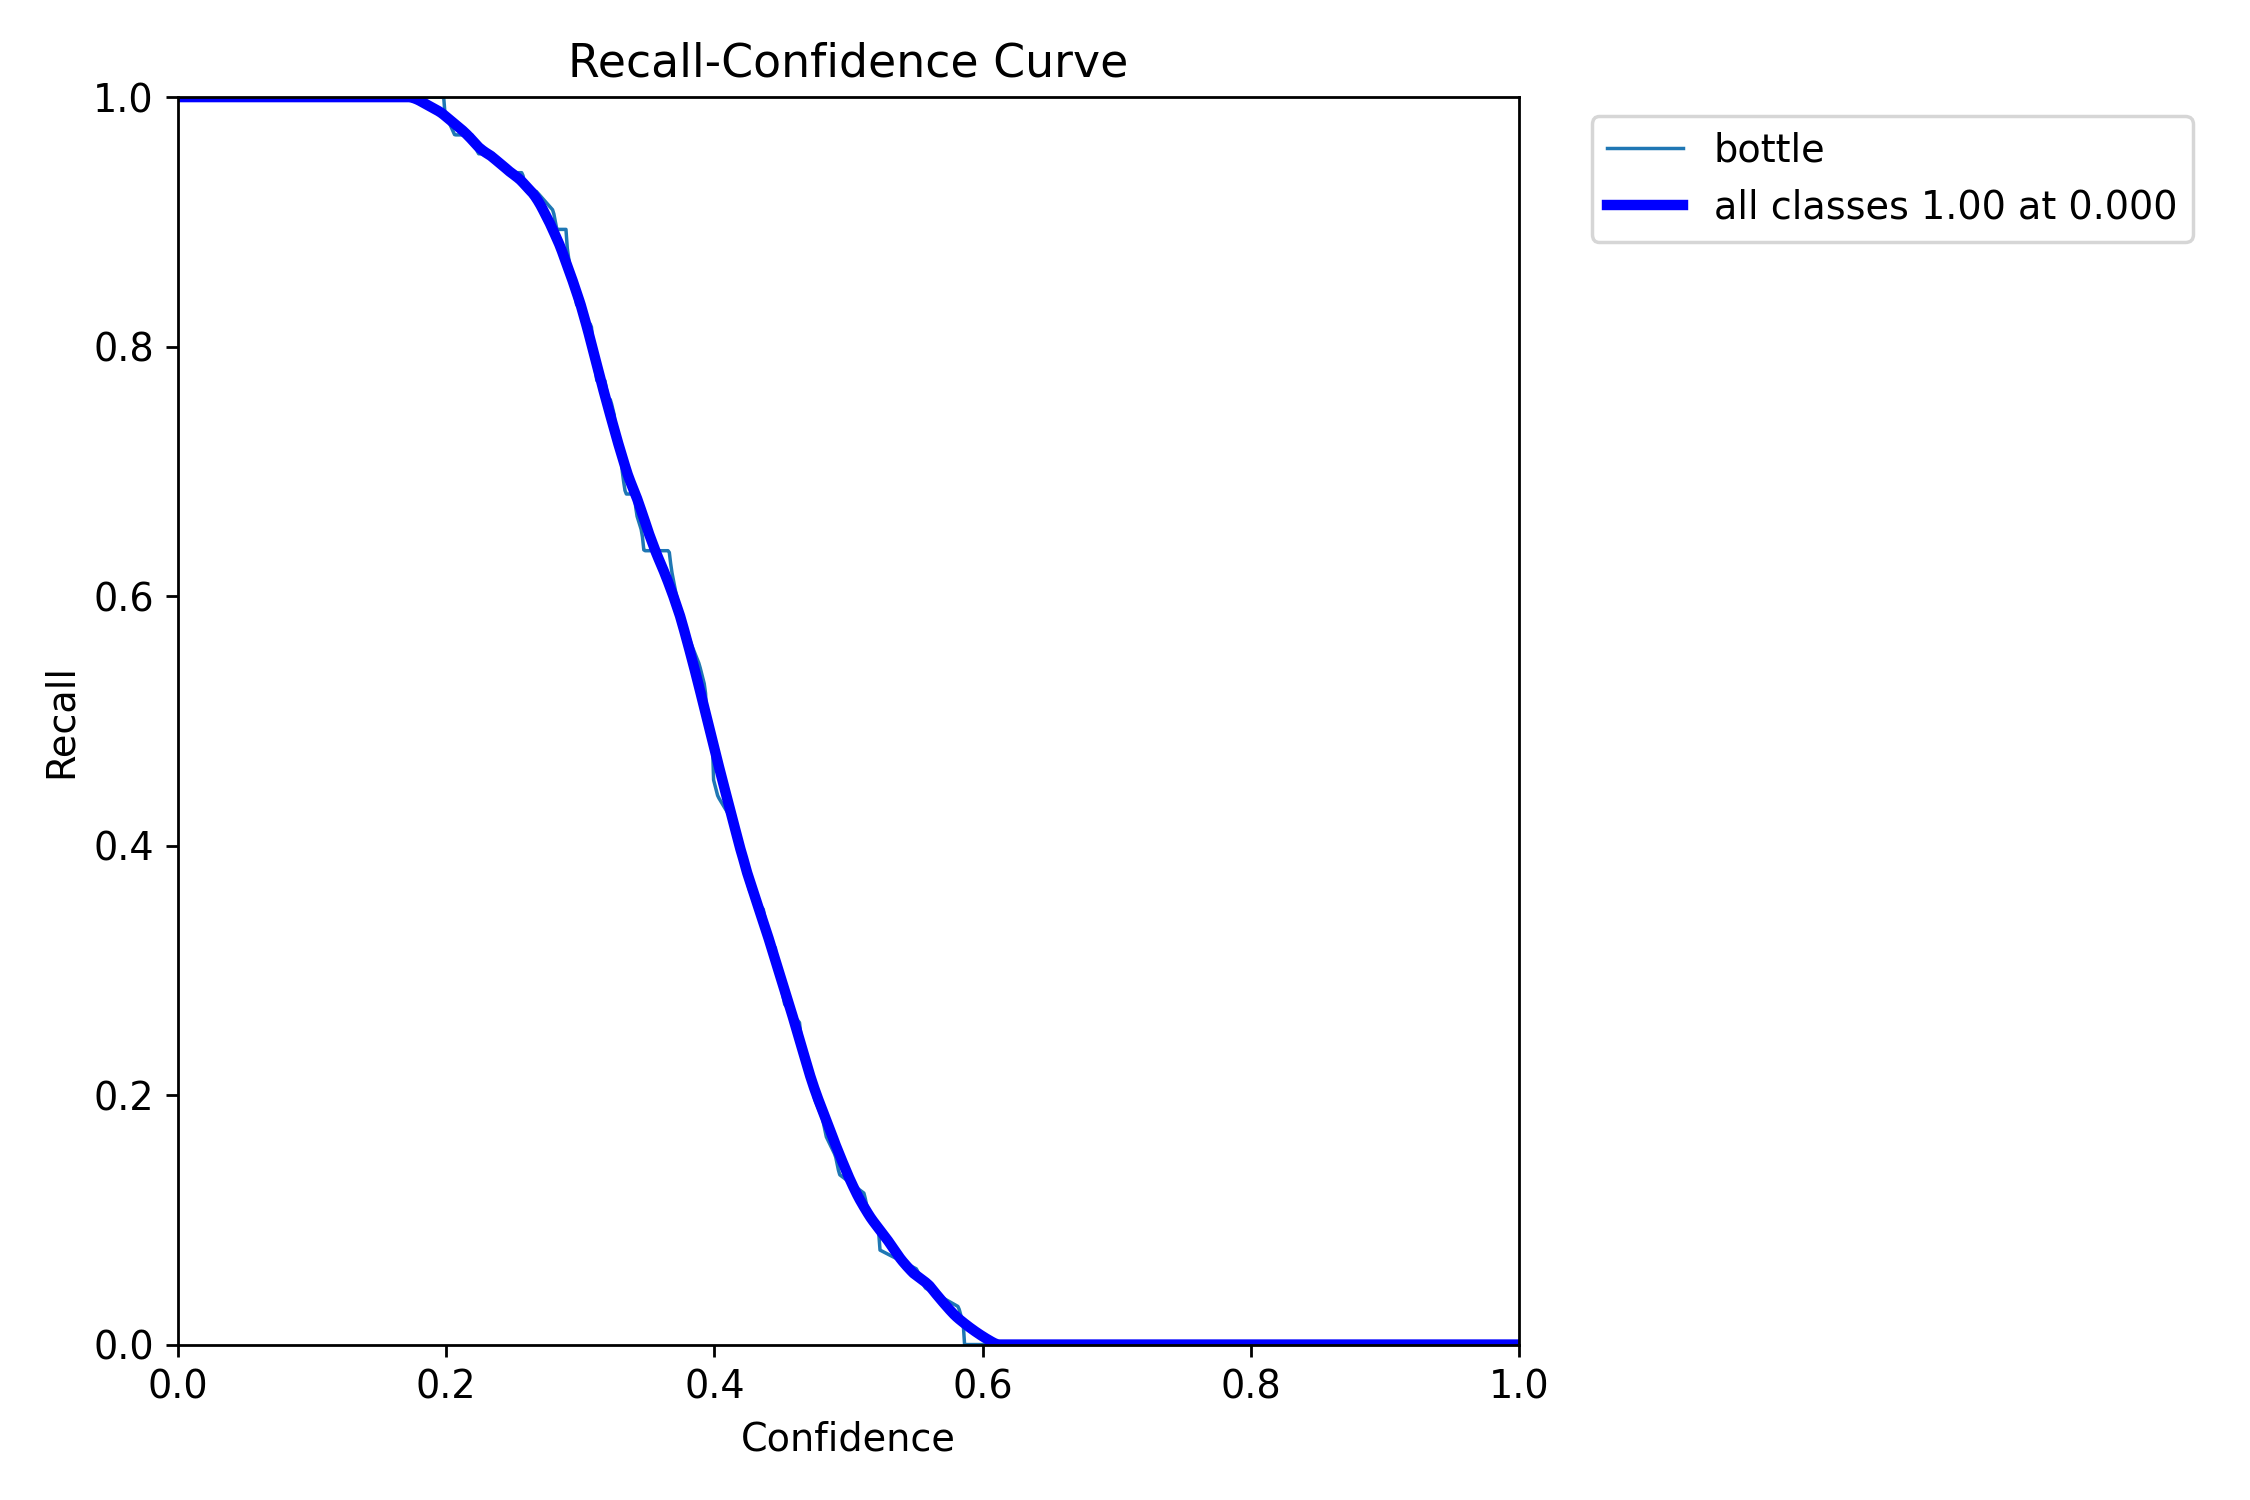 Recall-Confidence Curve
1.0
0.8
0.6
0.4
0.2
0.0
Recall
0.0 0.2 0.4 0.6 0.8 1.0
Confidence
bottle
all classes 1.00 at 0.000